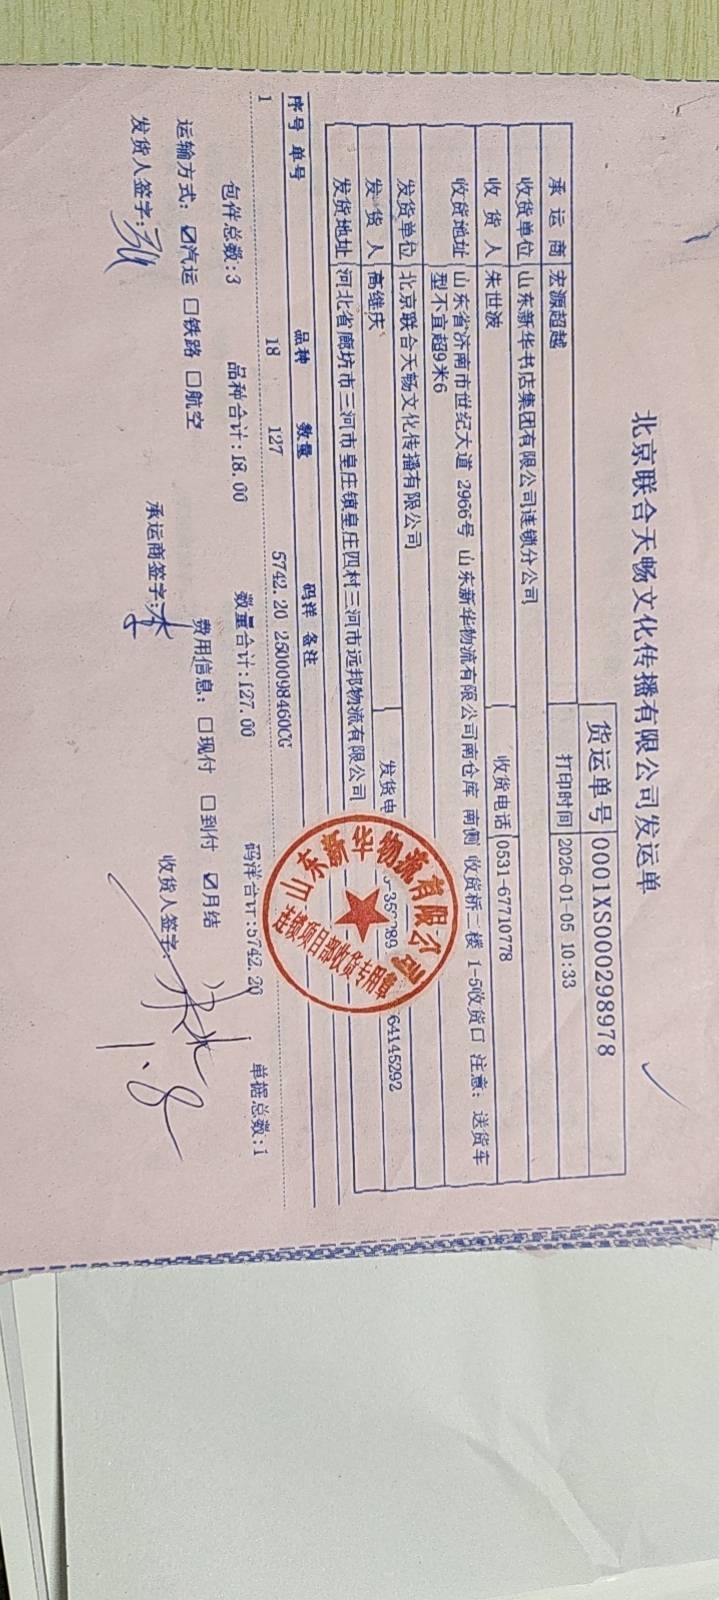 北京联合天畅文化传播有限公司发运单
货运单号 0001XS000298978
承运商 宏源超越 打印时间 2026-01-05 10:33
收货单位 山东新华书店集团有限公司连锁分公司
收货人 朱世波 收货电话 0531-67710778
收货地址 山东省济南市世纪大道 2966号 山东新华物流有限公司南仓库 南侧 收货桥一楼 1-5收货口 注意: 送货车
型不宜超9米6
发货单位 北京联合天畅文化传播有限公司
发货人 高继庆 发货电 64145292
发货地址 河北省廊坊市三河市皇庄镇皇庄四村三河市远邦物流有限公司
序号 单号 品种 数量 码洋 备注
1 18 127 5742.20 2500098460CG
包件总数:3 品种合计:18.00 数量合计:127.00 码洋合计:5742.20 单据总数:1
运输方式: ☑汽运 □铁路 □航空 费用信息: □现付 □到付 ☑月结
发货人签字: 承运商签字: 收货人签字:
1.8
山东新华物流有限公司
连锁项目部收货专用章